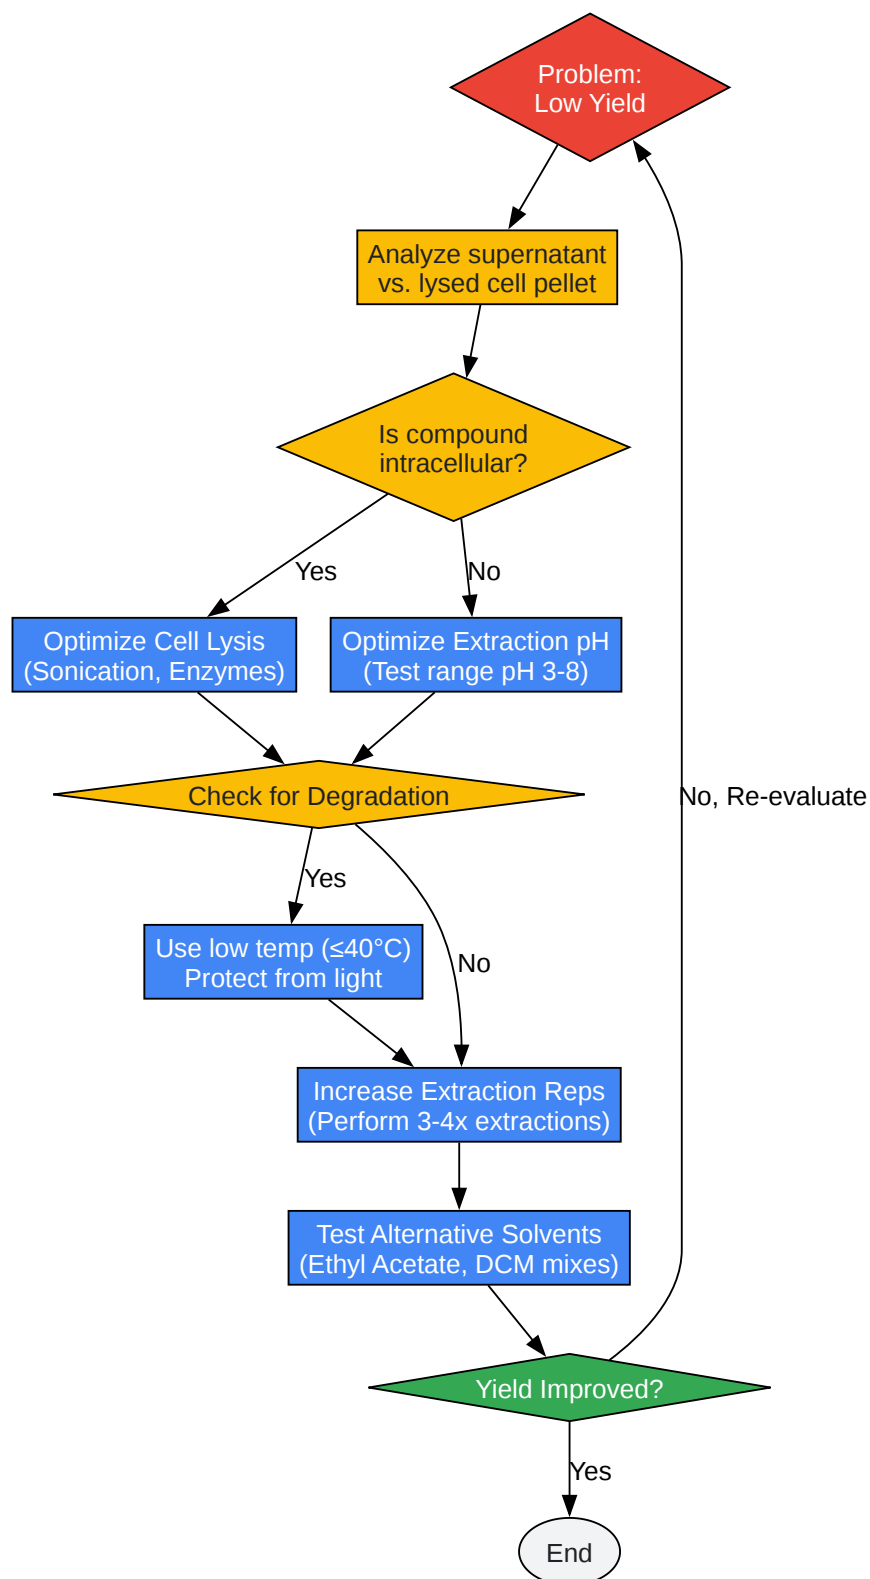 Problem:
Low Yield
Analyze supernatant
vs. lysed cell pellet
Is compound
intracellular?
Yes
No
Optimize Cell Lysis
(Sonication, Enzymes)
Optimize Extraction pH
(Test range pH 3-8)
Check for Degradation
No, Re-evaluate
Yes
Use low temp (≤40°C)
Protect from light
No
Increase Extraction Reps
(Perform 3-4x extractions)
Test Alternative Solvents
(Ethyl Acetate, DCM mixes)
Yield Improved?
Yes
End